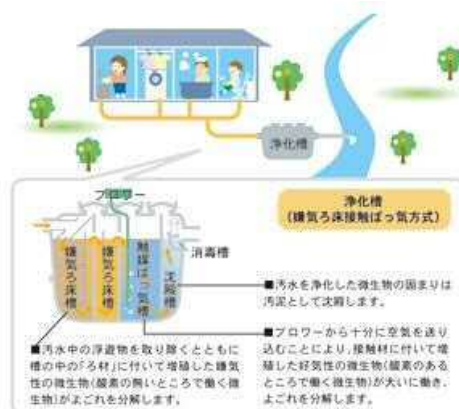 浄化槽
ブロワー
浄化槽
(嫌気ろ床接触ばっ気方式)
嫌気ろ床槽
嫌気ろ床槽
触媒ばっ気槽
沈殿槽
消毒槽
■汚水を浄化した微生物の固まりは
汚泥として沈殿します。
■汚水中の浮遊物を取り除くとともに
槽の中の「ろ材」に付いて増殖した嫌気
性の微生物(酸素の無いところで働く微
生物)がよごれを分解します。
■ブロワーから十分に空気を送り
込むことにより、接触材に付いて増
殖した好気性の微生物(酸素のある
ところで働く微生物)が大いに働き、
よごれを分解します。